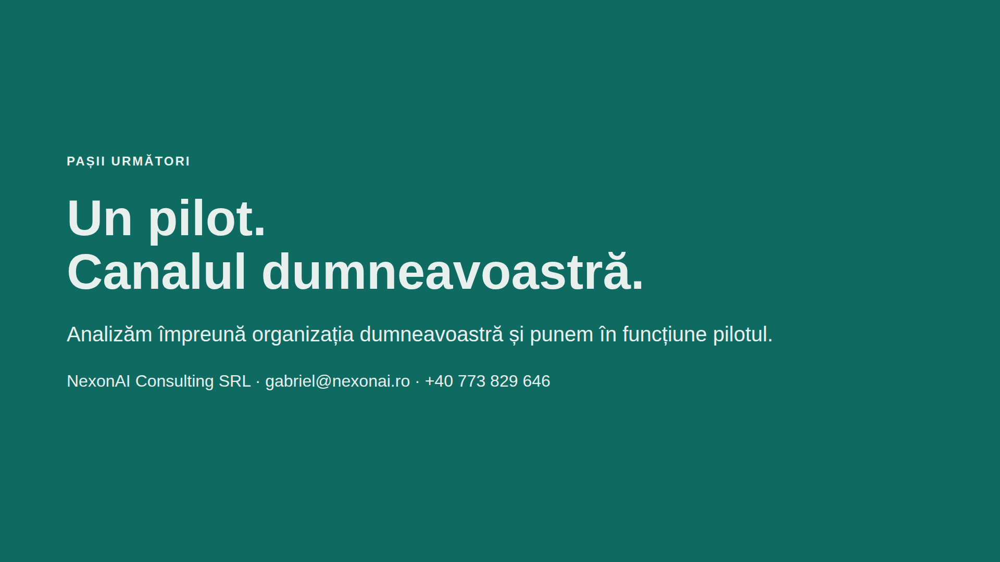 PAȘII URMĂTORI
Un pilot.
Canalul dumneavoastră.
Analizăm împreună organizația dumneavoastră și punem în funcțiune pilotul.
NexonAI Consulting SRL · gabriel@nexonai.ro · +40 773 829 646